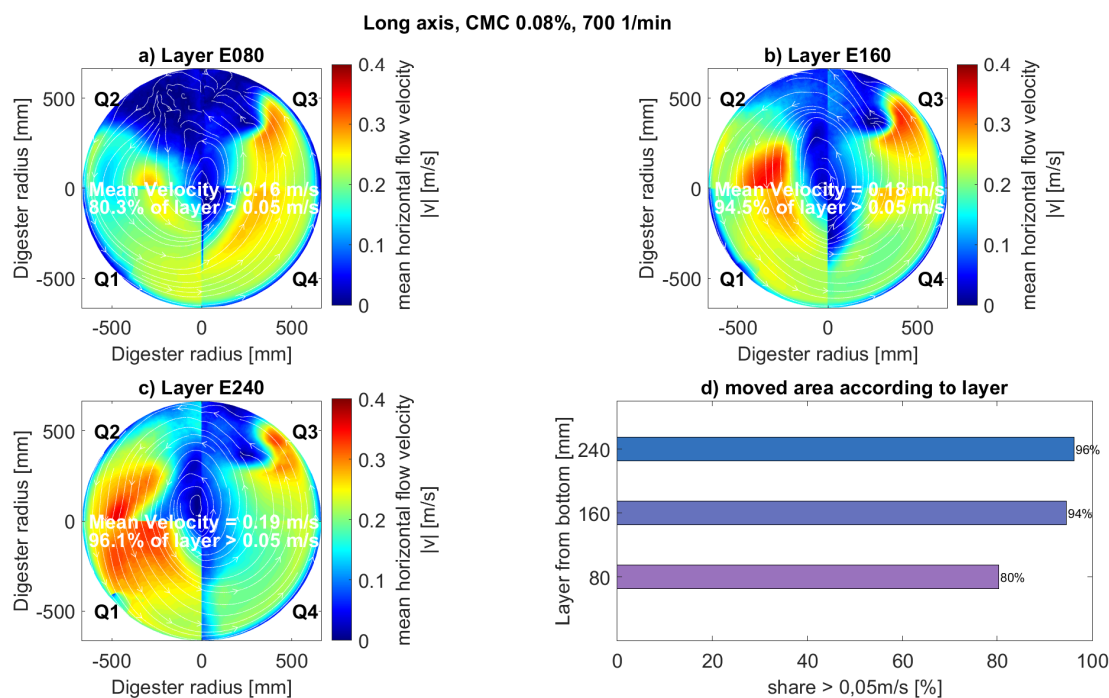 Long axis, CMC 0.08%, 700 1/min
a) Layer E080
Digester radius [mm]
500
0
-500
Q2
Q3
Mean Velocity = 0.16 m/s
80.3% of layer > 0.05 m/s
Q1
Q4
-500 0 500
Digester radius [mm]
0.4
0.3
0.2
0.1
0
mean horizontal flow velocity
|v| [m/s]
b) Layer E160
Digester radius [mm]
500
0
-500
Q2
Q3
Mean Velocity = 0.18 m/s
94.5% of layer > 0.05 m/s
Q1
Q4
-500 0 500
Digester radius [mm]
0.4
0.3
0.2
0.1
0
mean horizontal flow velocity
|v| [m/s]
c) Layer E240
Digester radius [mm]
500
0
-500
Q2
Q3
Mean Velocity = 0.19 m/s
96.1% of layer > 0.05 m/s
Q1
Q4
-500 0 500
Digester radius [mm]
0.4
0.3
0.2
0.1
0
mean horizontal flow velocity
|v| [m/s]
d) moved area according to layer
Layer from bottom [mm]
240
96%
160
94%
80
80%
0 20 40 60 80 100
share > 0,05m/s [%]